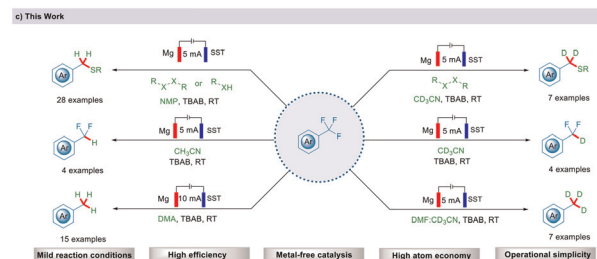 c) This Work
H H
SR
Ar
28 examples
Mg 5 mA SST
R X X R or R XH
NMP, TBAB, RT
Mg 5 mA SST
R X X R
CD3CN, TBAB, RT
D D
SR
Ar
7 examples
F F
H
Ar
4 examples
Mg 5 mA SST
CH3CN
TBAB, RT
F F
F
Ar
Mg 5 mA SST
CD3CN
TBAB, RT
F F
D
Ar
4 examples
H H
H
Ar
15 examples
Mg 10 mA SST
DMA, TBAB, RT
Mg 5 mA SST
DMF:CD3CN, TBAB, RT
D D
D
Ar
7 examples
Mild reaction conditions
High efficiency
Metal-free catalysis
High atom economy
Operational simplicity